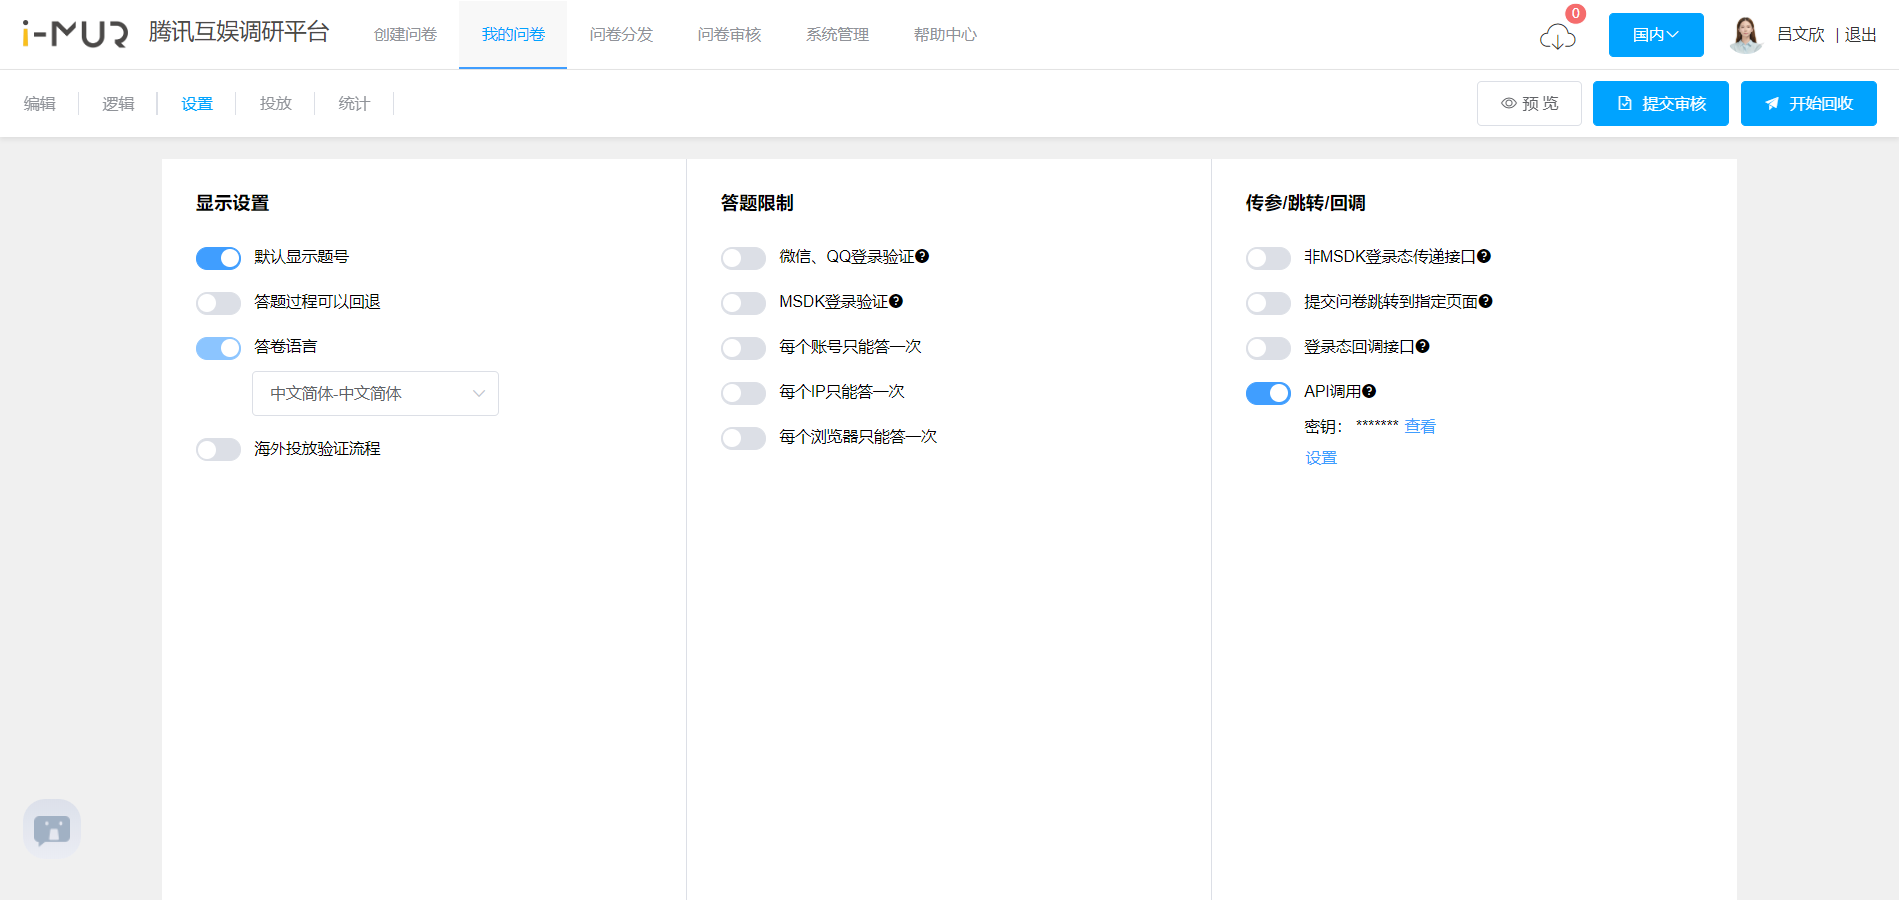 i-MUR 腾讯互娱调研平台 创建问卷 我的问卷 问卷分发 问卷审核 系统管理 帮助中心 0 国内 吕文欣 | 退出
编辑 逻辑 设置 投放 统计 预 览 提交审核 开始回收
显示设置
默认显示题号
答题过程可以回退
答卷语言
中文简体-中文简体
海外投放验证流程
答题限制
微信、QQ登录验证
MSDK登录验证
每个账号只能答一次
每个IP只能答一次
每个浏览器只能答一次
传参/跳转/回调
非MSDK登录态传递接口
提交问卷跳转到指定页面
登录态回调接口
API调用
密钥： ******* 查看
设置